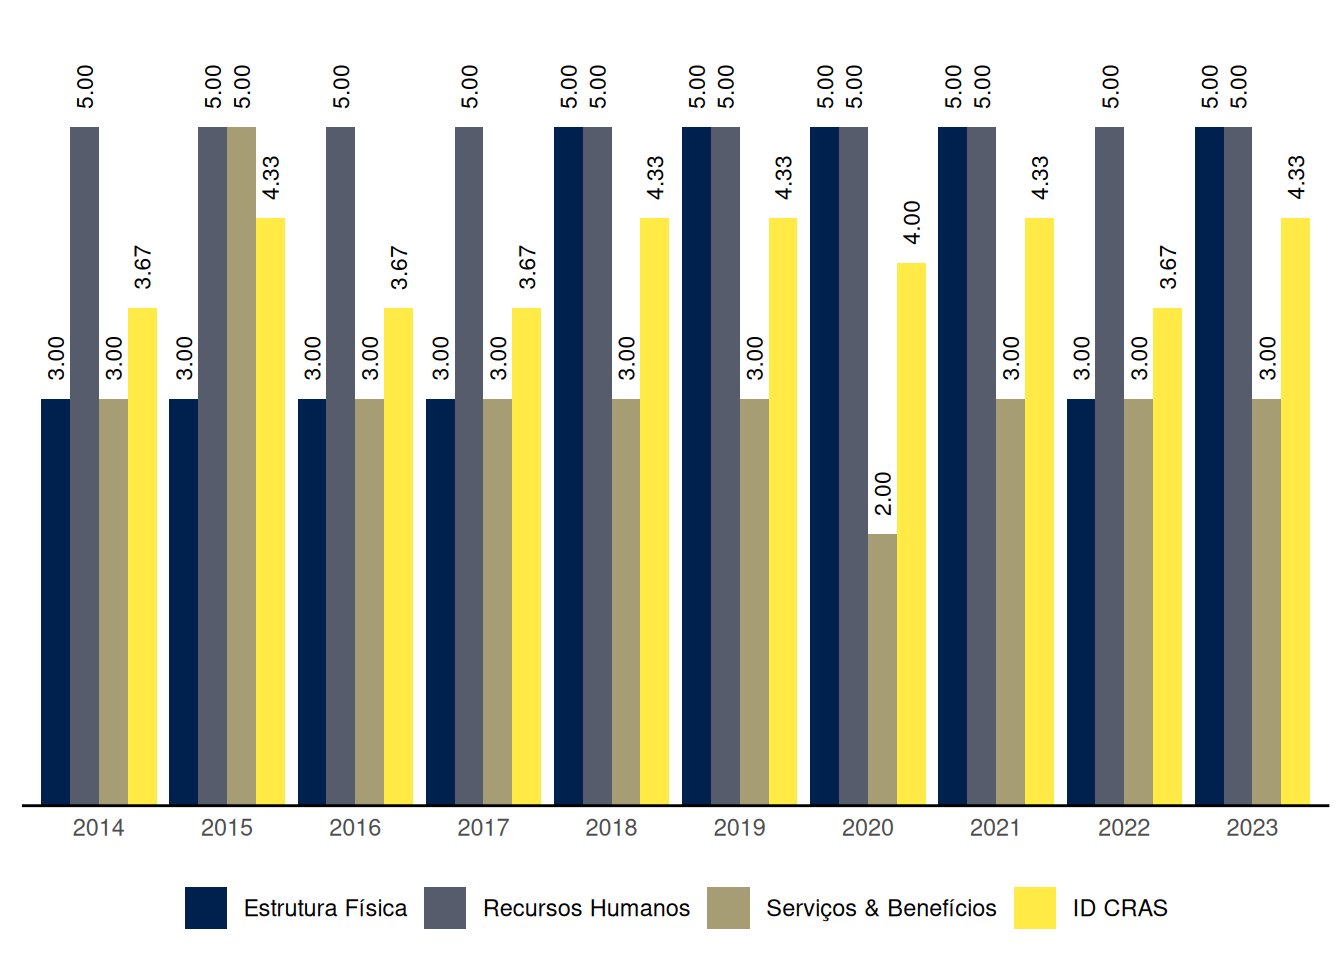 5.00 5.00 5.00 5.00 5.00 5.00 5.00 5.00 5.00 5.00 5.00 5.00 5.00 5.00 5.00 5.00
4.33 4.33 4.33 4.33 4.33
4.00
3.67 3.67 3.67 3.67
3.00 3.00 3.00 3.00 3.00 3.00 3.00 3.00 3.00 3.00 3.00 3.00 3.00
2.00
2014 2015 2016 2017 2018 2019 2020 2021 2022 2023
Estrutura Física Recursos Humanos Serviços & Benefícios ID CRAS